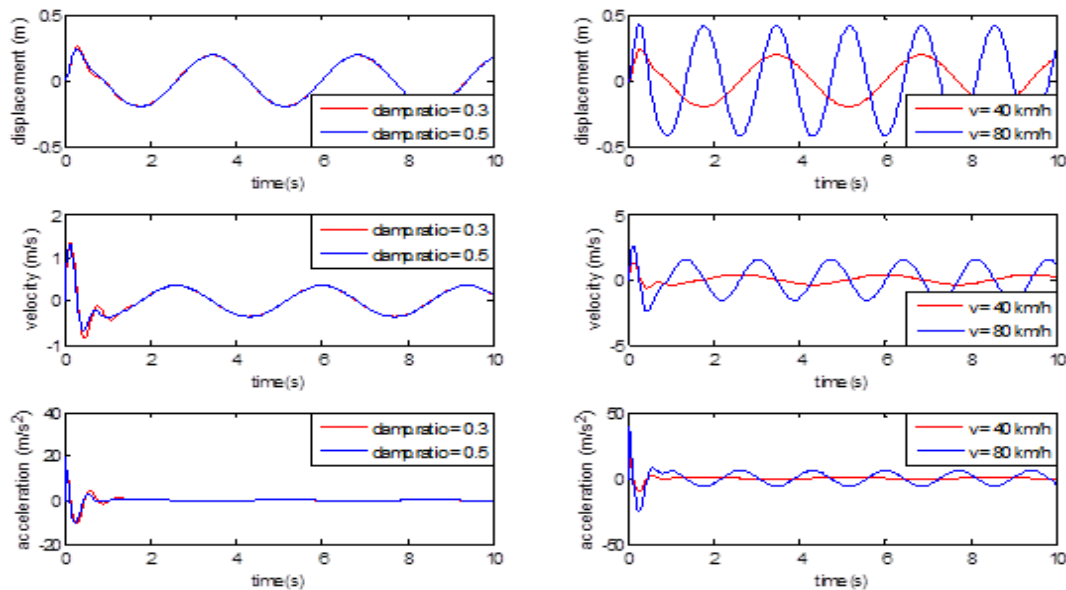 displacement (m)
0.5
0
-0.5
0 2 4 6 8 10
time(s)
damp.ratio = 0.3
damp.ratio = 0.5
displacement (m)
0.5
0
-0.5
0 2 4 6 8 10
time(s)
v = 40 km/h
v = 80 km/h
velocity (m/s)
2
1
0
-1
0 2 4 6 8 10
time(s)
damp.ratio = 0.3
damp.ratio = 0.5
velocity (m/s)
5
0
-5
0 2 4 6 8 10
time(s)
v = 40 km/h
v = 80 km/h
acceleration (m/s²)
40
20
0
-20
0 2 4 6 8 10
time(s)
damp.ratio = 0.3
damp.ratio = 0.5
acceleration (m/s²)
50
0
-50
0 2 4 6 8 10
time(s)
v = 40 km/h
v = 80 km/h